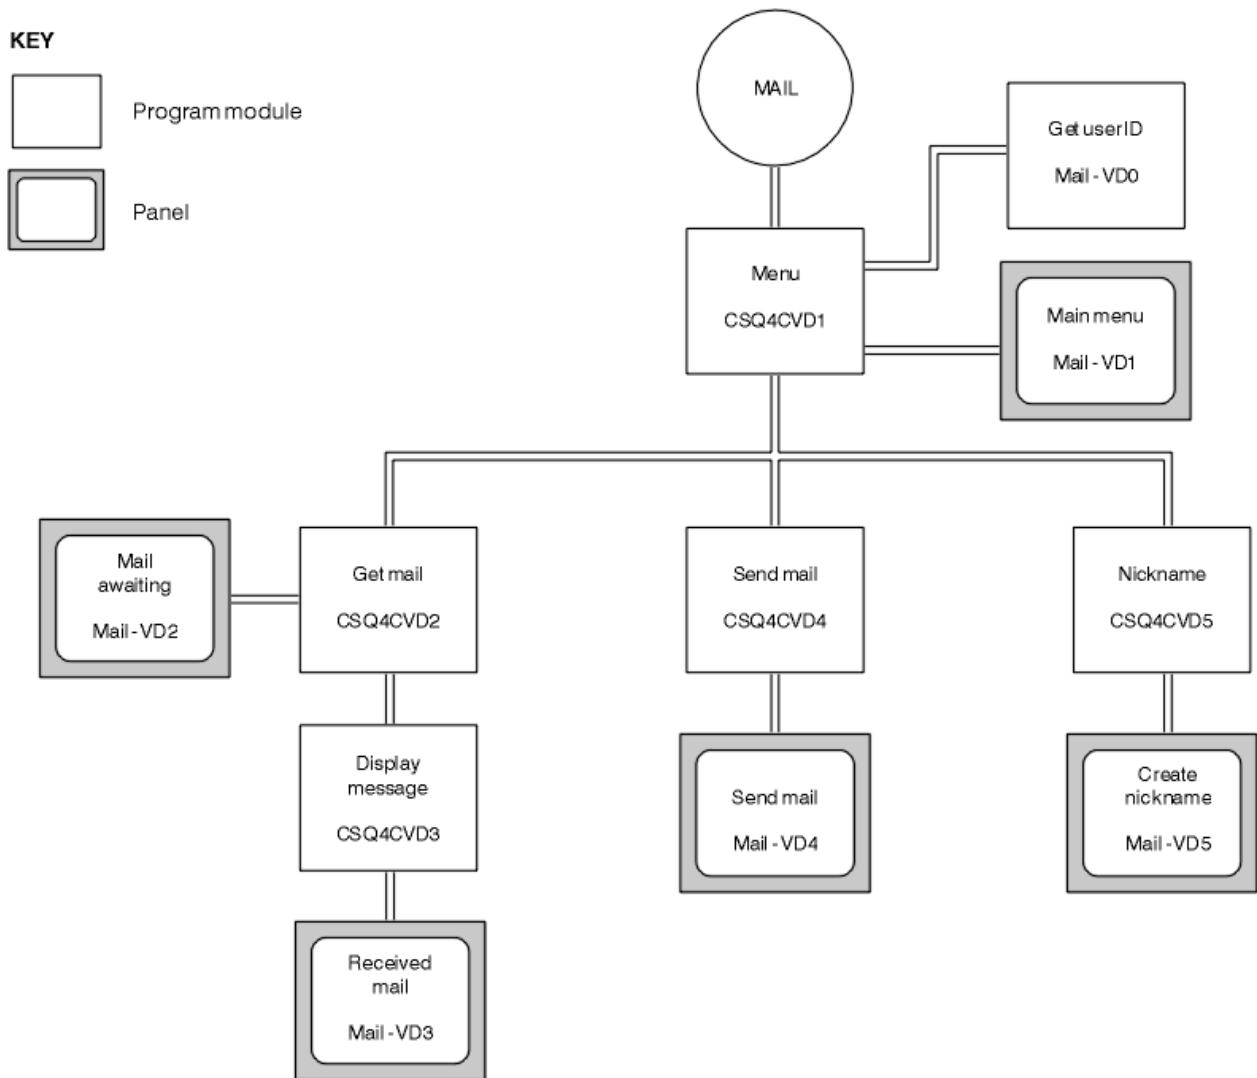 KEY
Program module
Panel
MAIL
Get user ID
Mail - VD0
Menu
CSQ4CVD1
Main menu
Mail - VD1
Mail
awaiting
Mail - VD2
Get mail
CSQ4CVD2
Send mail
CSQ4CVD4
Nickname
CSQ4CVD5
Display
message
CSQ4CVD3
Send mail
Mail - VD4
Create
nickname
Mail - VD5
Received
mail
Mail - VD3